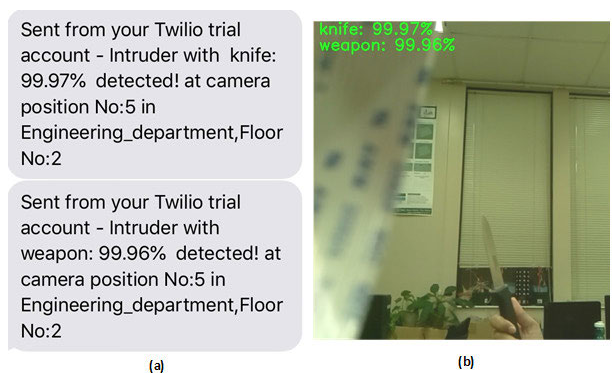 Sent from your Twilio trial
account - Intruder with  knife:
99.97%  detected! at camera
position No:5 in
Engineering_department,Floor
No:2
Sent from your Twilio trial
account - Intruder with
weapon: 99.96%  detected! at
camera position No:5 in
Engineering_department,Floor
No:2
(a)
knife: 99.97%
weapon: 99.96%
(b)